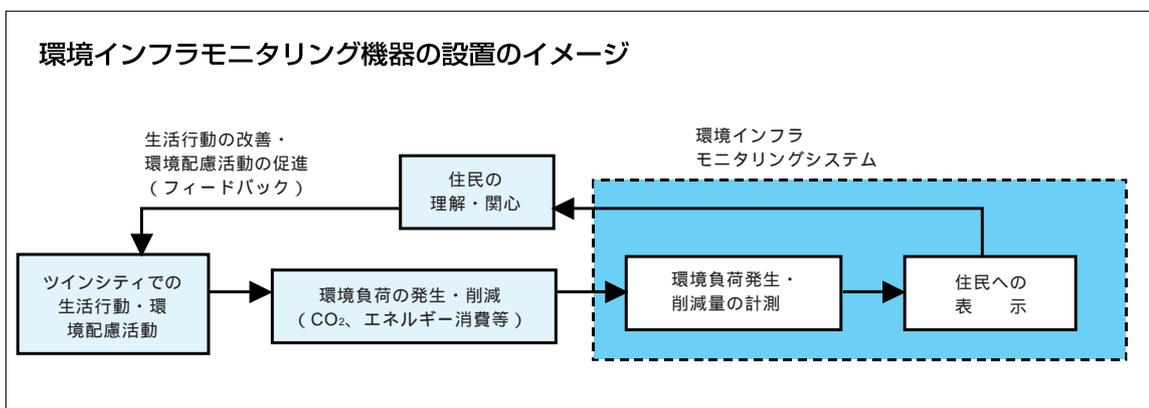 環境インフラモニタリング機器の設置のイメージ
生活行動の改善・
環境配慮活動の促進
（フィードバック）
環境インフラ
モニタリングシステム
住民の
理解・関心
ツインシティでの
生活行動・環
境配慮活動
環境負荷の発生・削減
（CO₂、エネルギー消費等）
環境負荷発生・
削減量の計測
住民への
表　　示